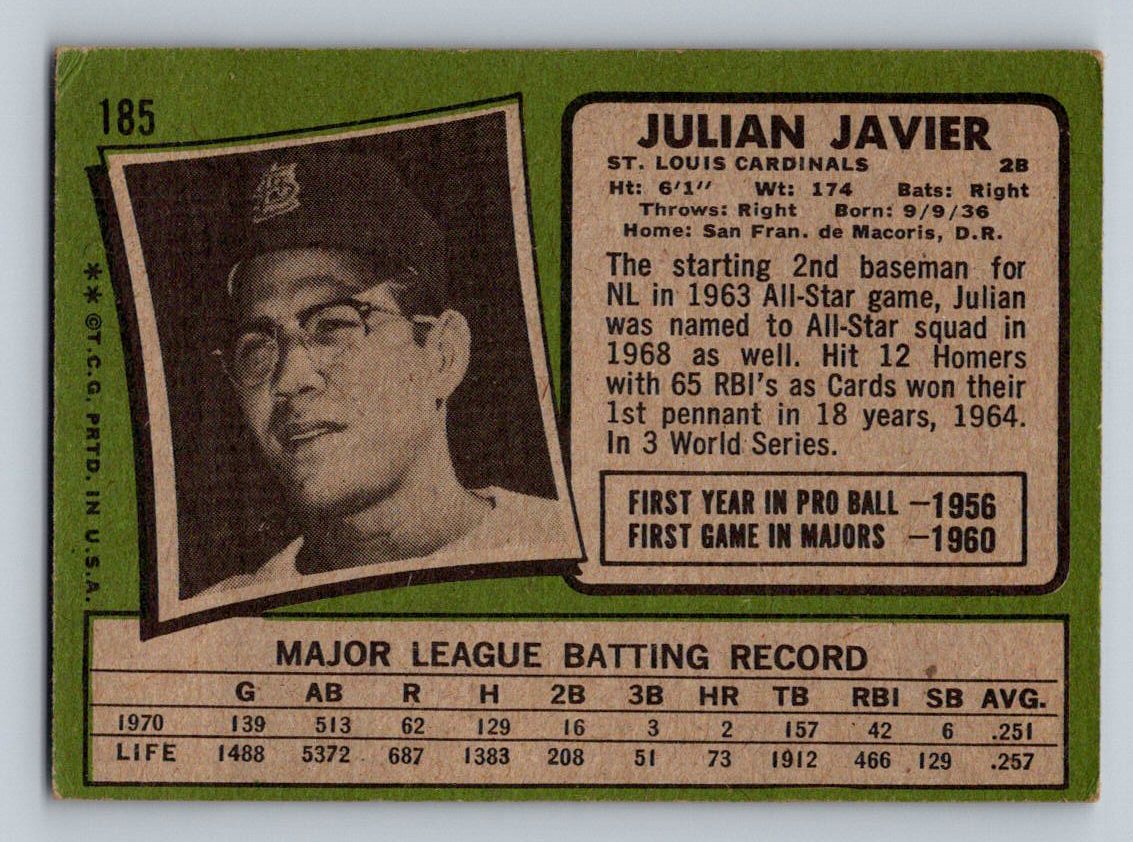 185
JULIAN JAVIER
ST. LOUIS CARDINALS 2B
Ht: 6'1" Wt: 174 Bats: Right
Throws: Right Born: 9/9/36
Home: San Fran. de Macoris, D.R.
The starting 2nd baseman for
NL in 1963 All-Star game, Julian
was named to All-Star squad in
1968 as well. Hit 12 Homers
with 65 RBI's as Cards won their
1st pennant in 18 years, 1964.
In 3 World Series.
FIRST YEAR IN PRO BALL —1956
FIRST GAME IN MAJORS —1960
**©T.C.G. PRTD. IN U.S.A.
StL
MAJOR LEAGUE BATTING RECORD
G AB R H 2B 3B HR TB RBI SB AVG.
1970 139 513 62 129 16 3 2 157 42 6 .251
LIFE 1488 5372 687 1383 208 51 73 1912 466 129 .257